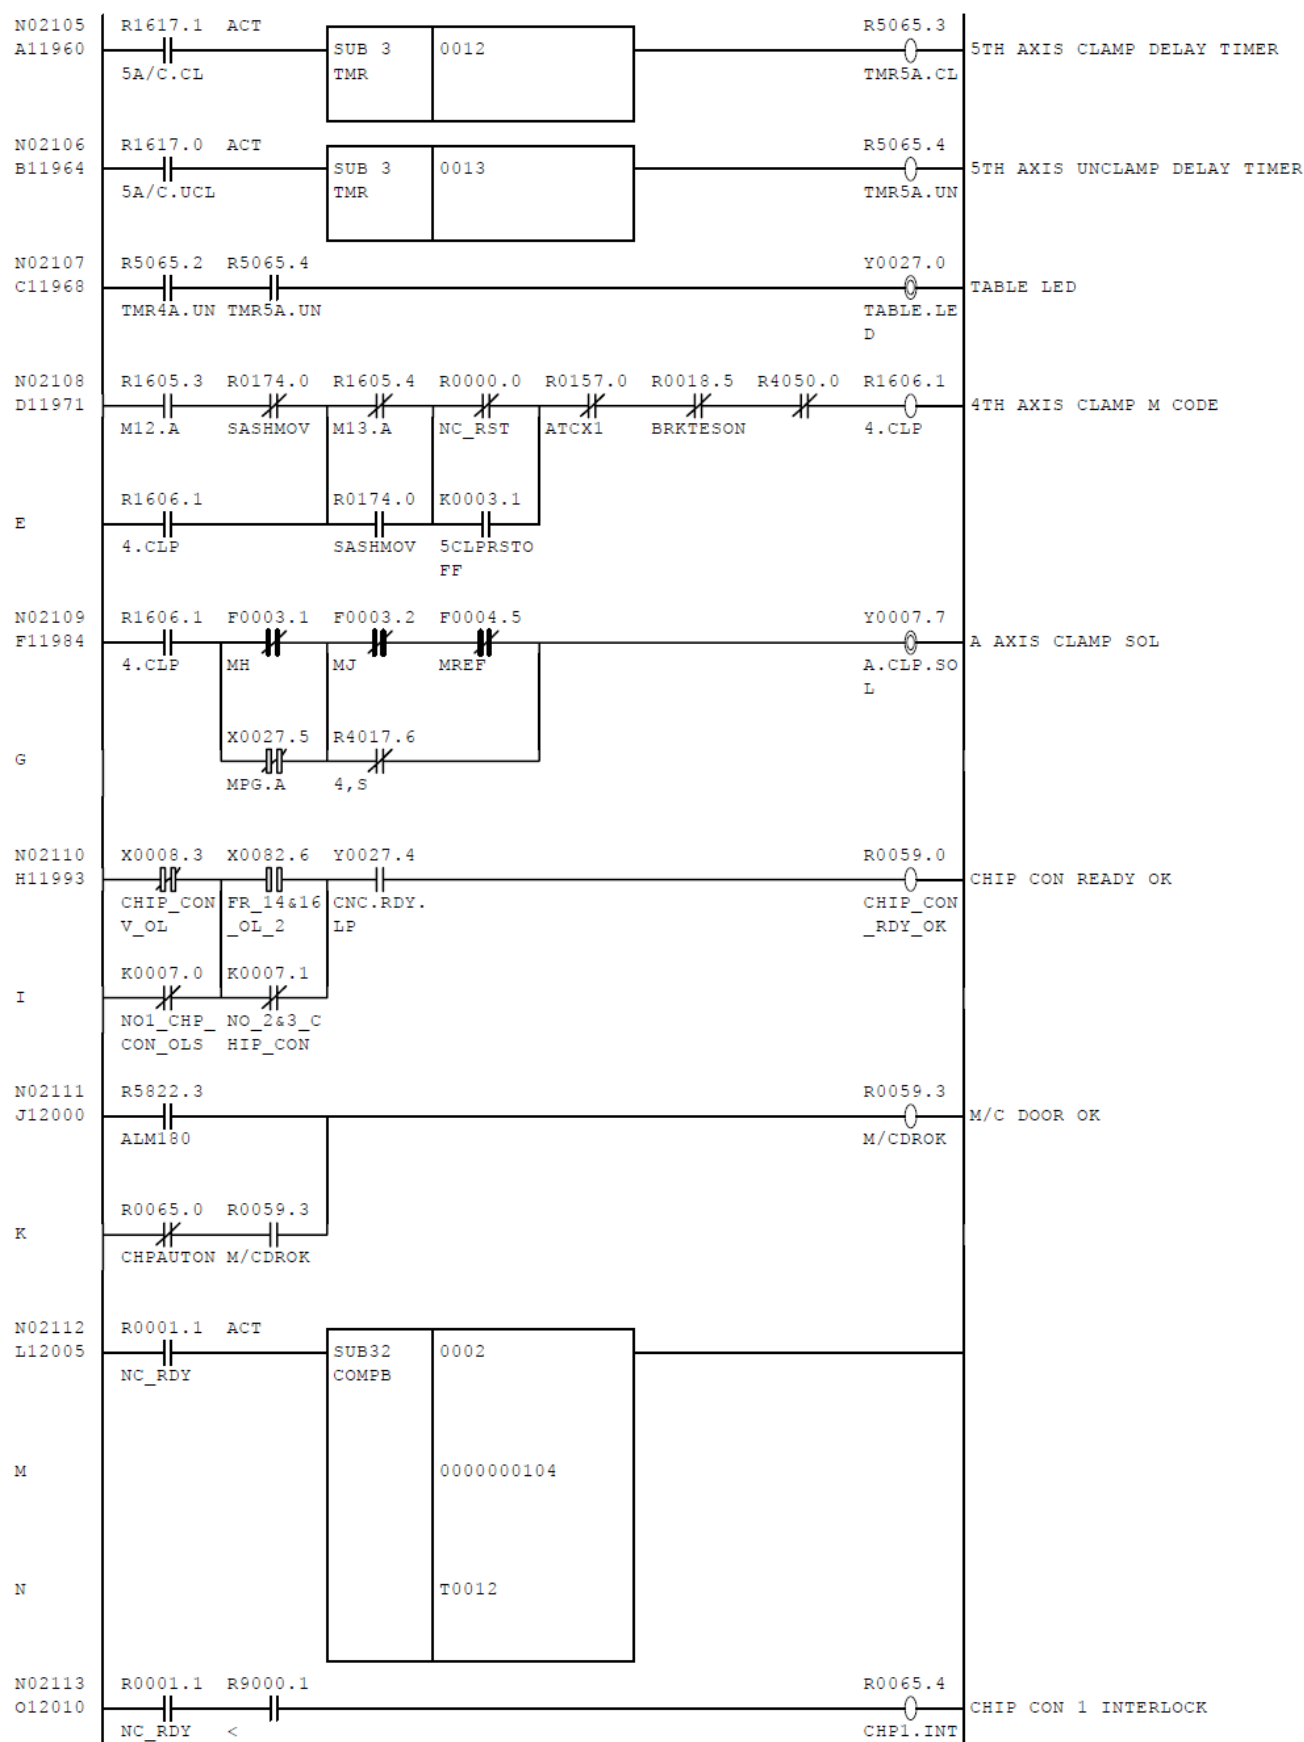 N02105 R1617.1 ACT R5065.3
A11960 SUB 3 0012 5TH AXIS CLAMP DELAY TIMER
5A/C.CL TMR TMR5A.CL
N02106 R1617.0 ACT R5065.4
B11964 SUB 3 0013 5TH AXIS UNCLAMP DELAY TIMER
5A/C.UCL TMR TMR5A.UN
N02107 R5065.2 R5065.4 Y0027.0
C11968 TABLE LED
TMR4A.UN TMR5A.UN TABLE.LE
D
N02108 R1605.3 R0174.0 R1605.4 R0000.0 R0157.0 R0018.5 R4050.0 R1606.1
D11971 4TH AXIS CLAMP M CODE
M12.A SASHMOV M13.A NC_RST ATCX1 BRKTESON 4.CLP
R1606.1 R0174.0 K0003.1
E
4.CLP SASHMOV 5CLPRSTO
FF
N02109 R1606.1 F0003.1 F0003.2 F0004.5 Y0007.7
F11984 A AXIS CLAMP SOL
4.CLP MH MJ MREF A.CLP.SO
L
X0027.5 R4017.6
G
MPG.A 4,S
N02110 X0008.3 X0082.6 Y0027.4 R0059.0
H11993 CHIP CON READY OK
CHIP_CON FR_14&16 CNC.RDY. CHIP_CON
V_OL _OL_2 LP _RDY_OK
K0007.0 K0007.1
I
NO1_CHP_ NO_2&3_C
CON_OLS HIP_CON
N02111 R5822.3 R0059.3
J12000 M/C DOOR OK
ALM180 M/CDROK
R0065.0 R0059.3
K
CHPAUTON M/CDROK
N02112 R0001.1 ACT
L12005 SUB32 0002
NC_RDY COMPB
M 0000000104
N T0012
N02113 R0001.1 R9000.1 R0065.4
O12010 CHIP CON 1 INTERLOCK
NC_RDY < CHP1.INT